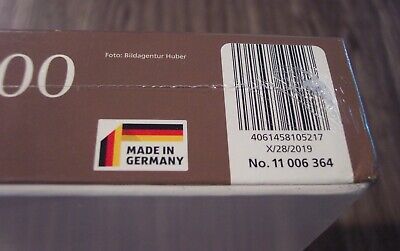 00
Foto: Bildagentur Huber
MADE IN
GERMANY
4061458105217
X/28/2019
No. 11 006 364